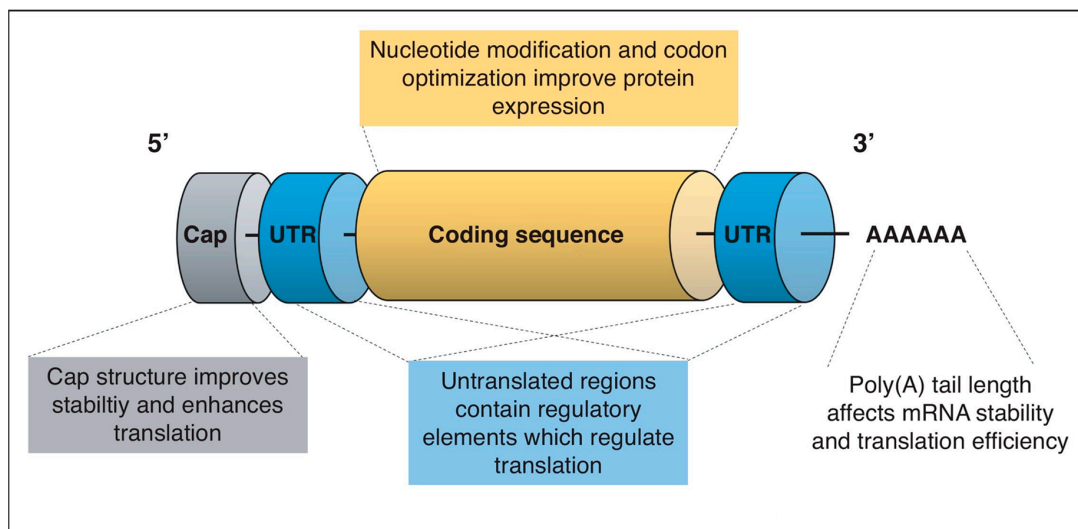 Nucleotide modification and codon
optimization improve protein
expression
5’
3’
Cap
UTR
Coding sequence
UTR
AAAAAA
Cap structure improves
stabiltiy and enhances
translation
Untranslated regions
contain regulatory
elements which regulate
translation
Poly(A) tail length
affects mRNA stability
and translation efficiency